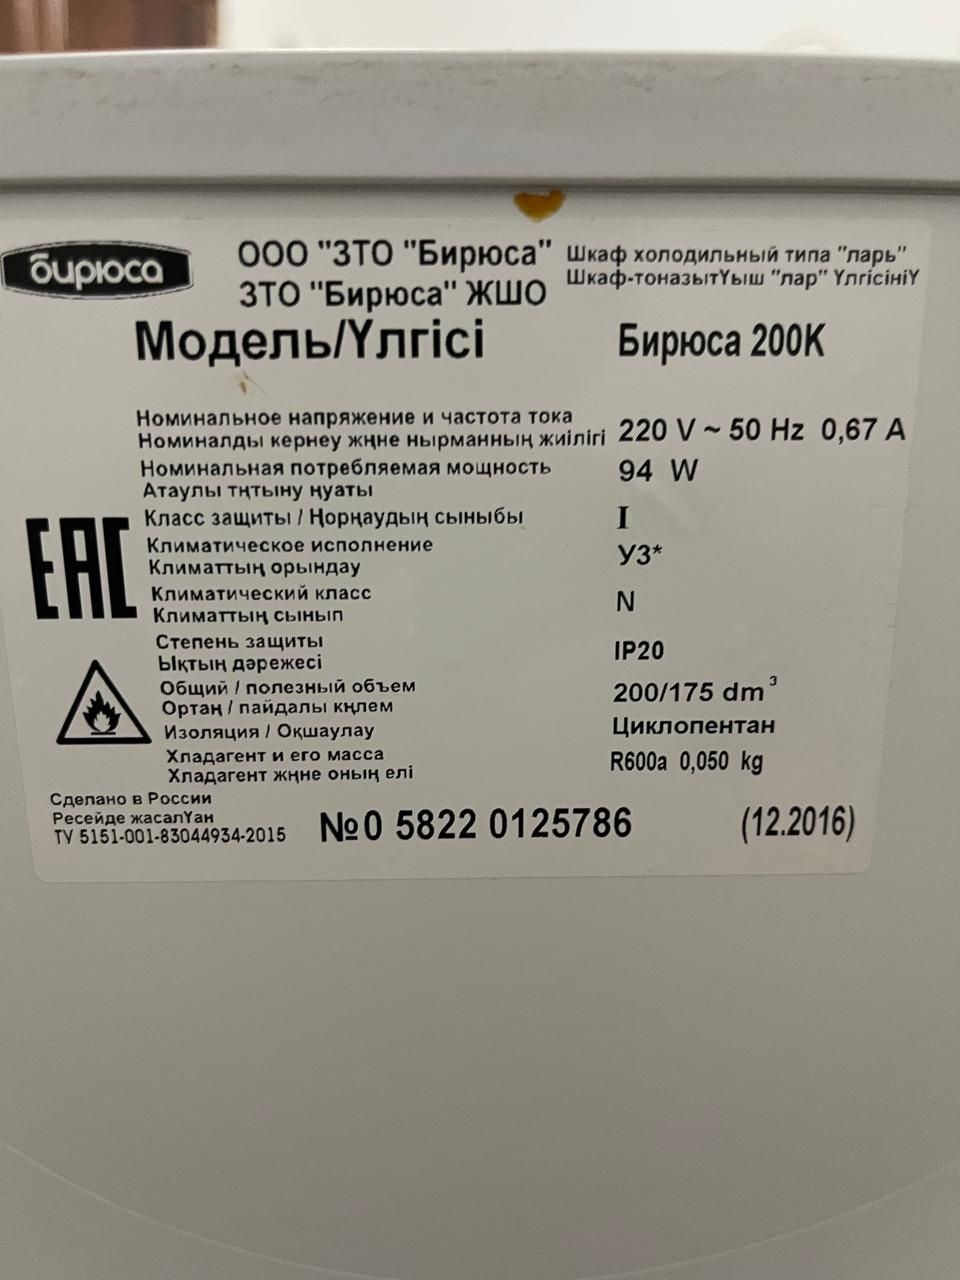 бирюса
ООО "ЗТО "Бирюса"
ЗТО "Бирюса" ЖШО
Шкаф холодильный типа "ларь"
Шкаф-тоназытҮыш "лар" ҮлгісініҮ
Модель/Үлгісі Бирюса 200К
Номинальное напряжение и частота тока
Номиналды кернеу жңне нырманның жиілігі 220 V ~ 50 Hz 0,67 A
Номинальная потребляемая мощность 94 W
Атаулы тңтыну ңуаты
Класс защиты / Норңаудың сыныбы I
Климатическое исполнение У3*
Климаттың орындау
Климатический класс N
Климаттың сынып
Степень защиты IP20
Ықтың дәрежесі
Общий / полезный объем 200/175 dm³
Ортаң / пайдалы кңлем
Изоляция / Оқшаулау Циклопентан
Хладагент и его масса R600a 0,050 kg
Хладагент жңне оның елі
EAC
Сделано в России
Ресейде жасалҮан
ТУ 5151-001-83044934-2015
№0 5822 0125786 (12.2016)